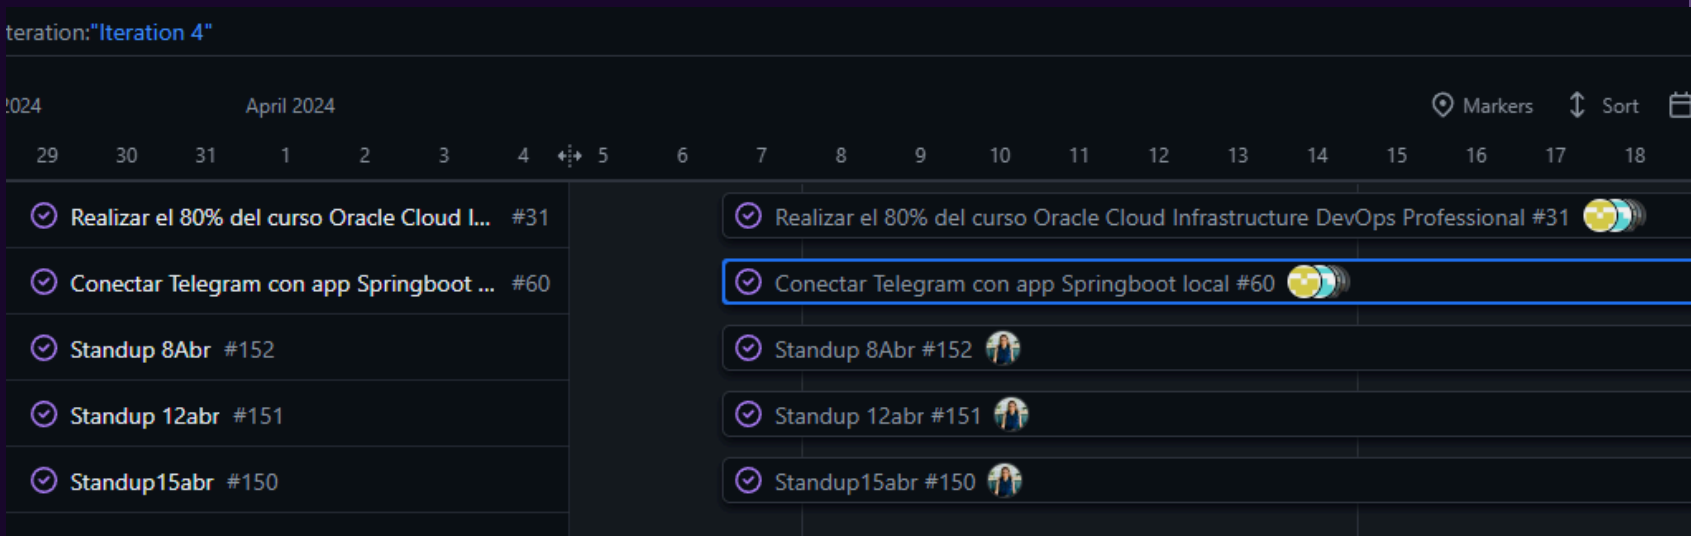 teration:"Iteration 4"
2024 April 2024 Markers Sort
29 30 31 1 2 3 4 5 6 7 8 9 10 11 12 13 14 15 16 17 18
Realizar el 80% del curso Oracle Cloud I... #31 Realizar el 80% del curso Oracle Cloud Infrastructure DevOps Professional #31
Conectar Telegram con app Springboot ... #60 Conectar Telegram con app Springboot local #60
Standup 8Abr #152 Standup 8Abr #152
Standup 12abr #151 Standup 12abr #151
Standup15abr #150 Standup15abr #150